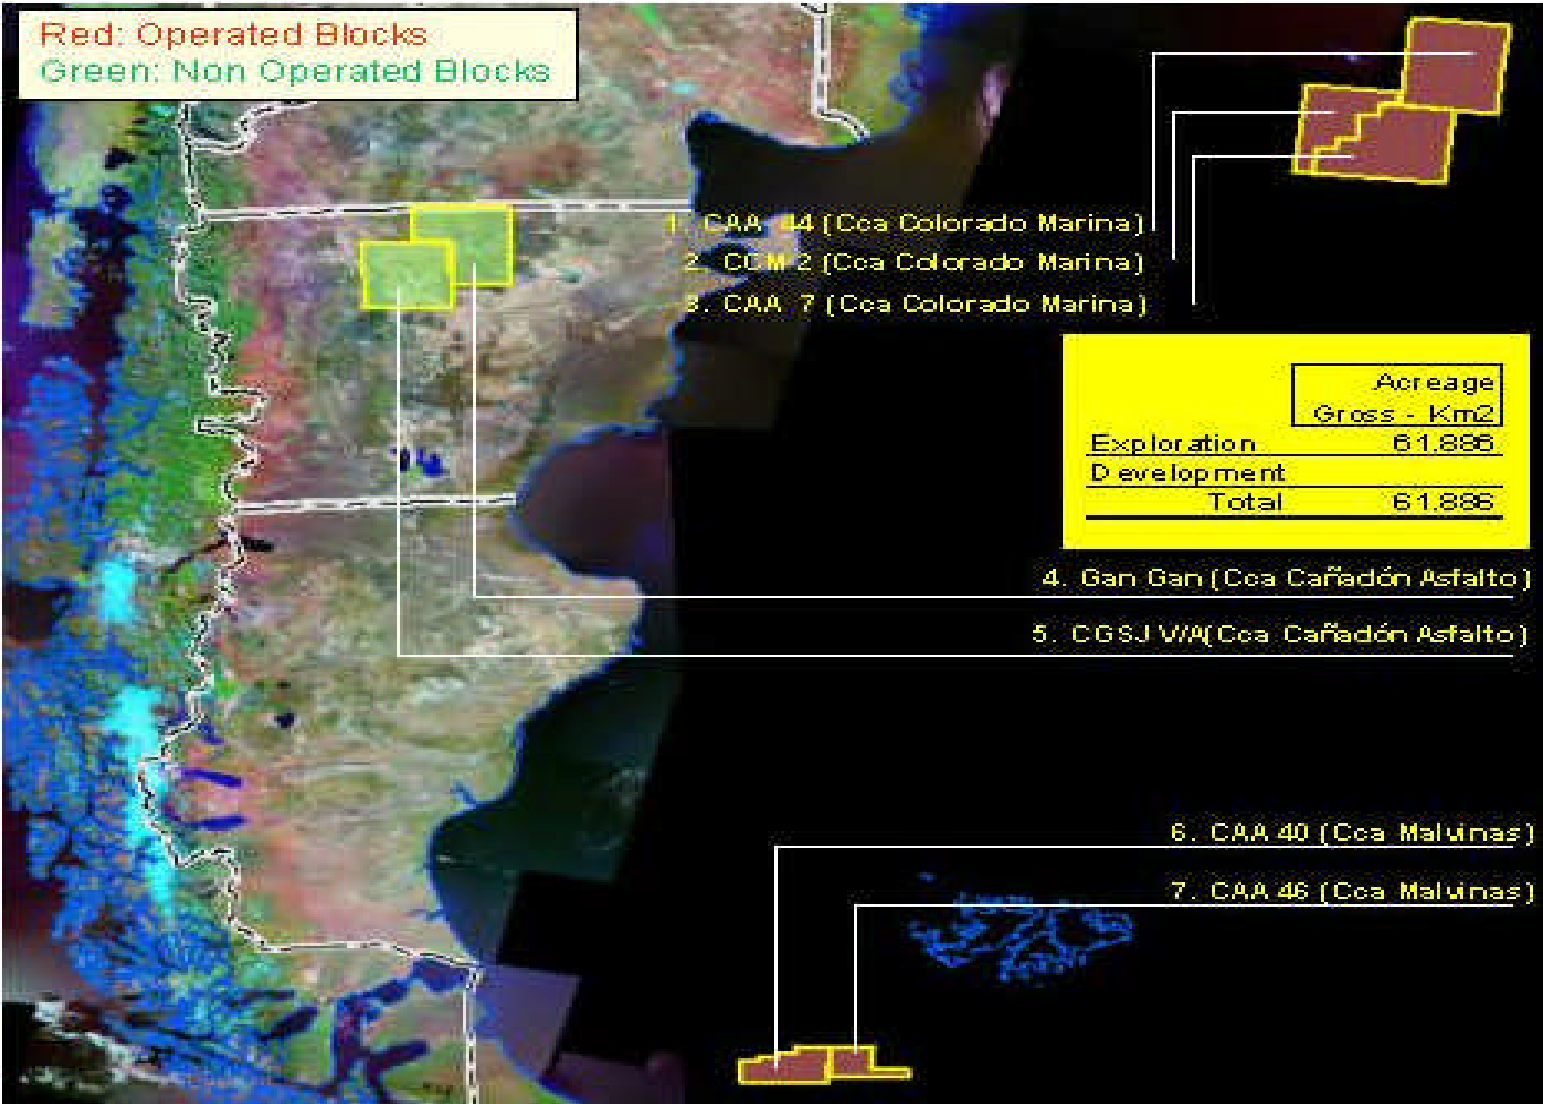 Red: Operated Blocks
Green: Non Operated Blocks
1. CAA 44 (Cca Colorado Marina)
2. CCM 2 (Cca Colorado Marina)
3. CAA 7 (Cca Colorado Marina)
Acreage
Gross - Km2
Exploration 61.886
Development
Total 61.886
4. Gan Gan (Cca Cañadón Asfalto)
5. CGSJ V/A(Cca Cañadón Asfalto)
6. CAA 40 (Cca Malvinas)
7. CAA 46 (Cca Malvinas)